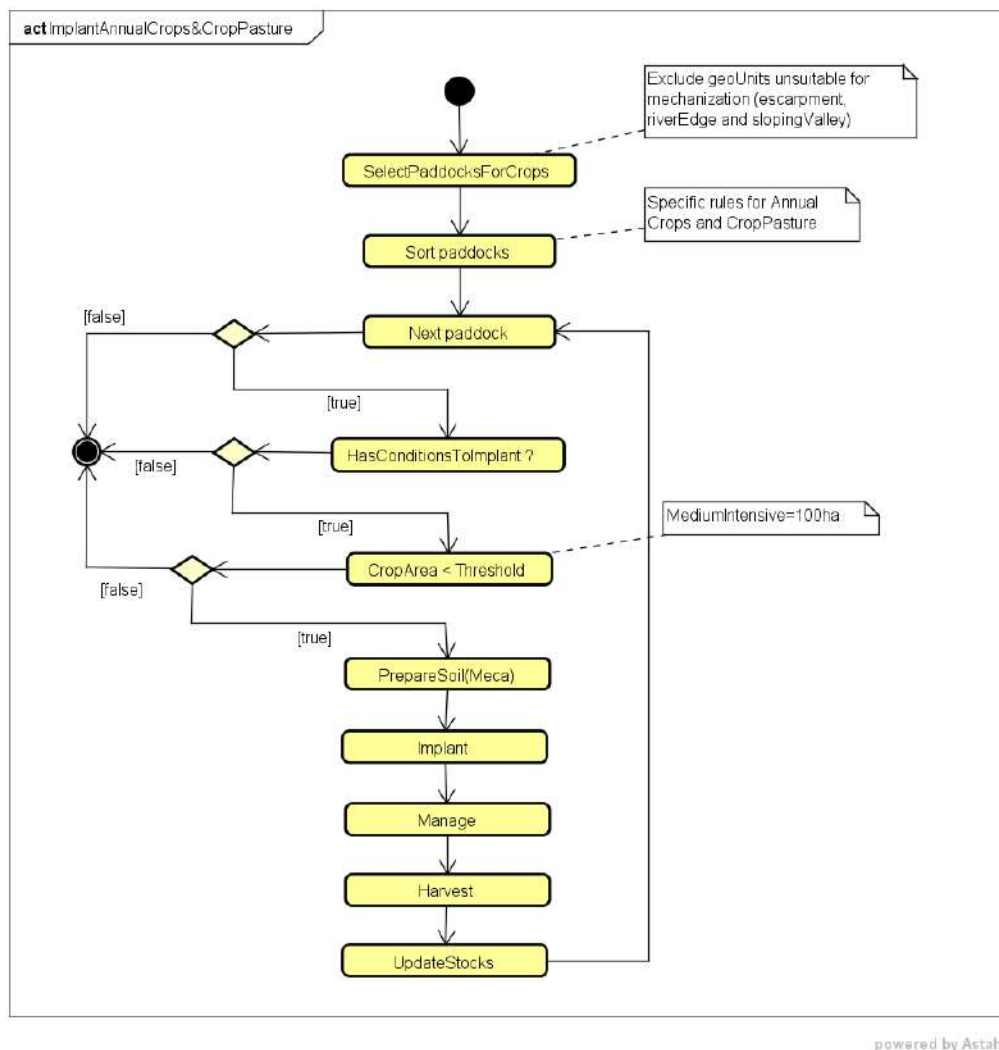 act ImplantAnnualCrops&CropPasture
Exclude geoUnits unsuitable for
mechanization (escarpment,
riverEdge and slopingValley)
SelectPaddocksForCrops
Specific rules for Annual
Crops and CropPasture
Sort paddocks
[false]
Next paddock
[true]
HasConditionsToImplant ?
[false]
MediumIntensive=100ha
[true]
CropArea < Threshold
[false]
[true]
PrepareSoil(Meca)
Implant
Manage
Harvest
UpdateStocks
powered by Astah